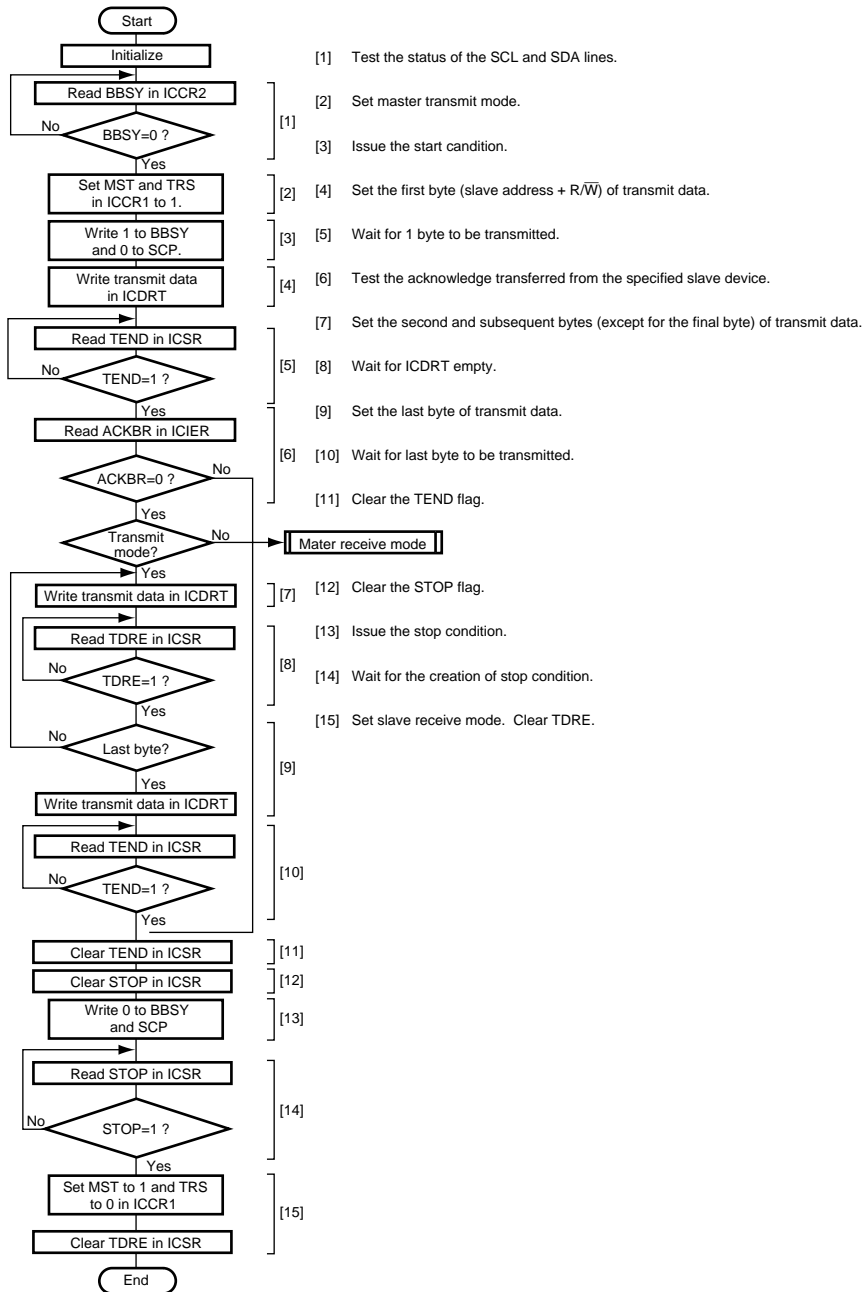 Start
Initialize
Read BBSY in ICCR2
No
BBSY=0 ?
Yes
[1]
Set MST and TRS
in ICCR1 to 1.
[2]
Write 1 to BBSY
and 0 to SCP.
[3]
Write transmit data
in ICDRT
[4]
Read TEND in ICSR
No
TEND=1 ?
Yes
[5]
Read ACKBR in ICIER
[6]
No
ACKBR=0 ?
Yes
Transmit
mode?
No
Mater receive mode
Yes
Write transmit data in ICDRT
[7]
Read TDRE in ICSR
No
TDRE=1 ?
Yes
[8]
No
Last byte?
Yes
[9]
Write transmit data in ICDRT
Read TEND in ICSR
No
TEND=1 ?
Yes
[10]
Clear TEND in ICSR
[11]
Clear STOP in ICSR
[12]
Write 0 to BBSY
and SCP
[13]
Read STOP in ICSR
No
STOP=1 ?
Yes
[14]
Set MST to 1 and TRS
to 0 in ICCR1
[15]
Clear TDRE in ICSR
End
[1] Test the status of the SCL and SDA lines.
[2] Set master transmit mode.
[3] Issue the start candition.
[4] Set the first byte (slave address + R/W̅) of transmit data.
[5] Wait for 1 byte to be transmitted.
[6] Test the acknowledge transferred from the specified slave device.
[7] Set the second and subsequent bytes (except for the final byte) of transmit data.
[8] Wait for ICDRT empty.
[9] Set the last byte of transmit data.
[10] Wait for last byte to be transmitted.
[11] Clear the TEND flag.
[12] Clear the STOP flag.
[13] Issue the stop condition.
[14] Wait for the creation of stop condition.
[15] Set slave receive mode. Clear TDRE.